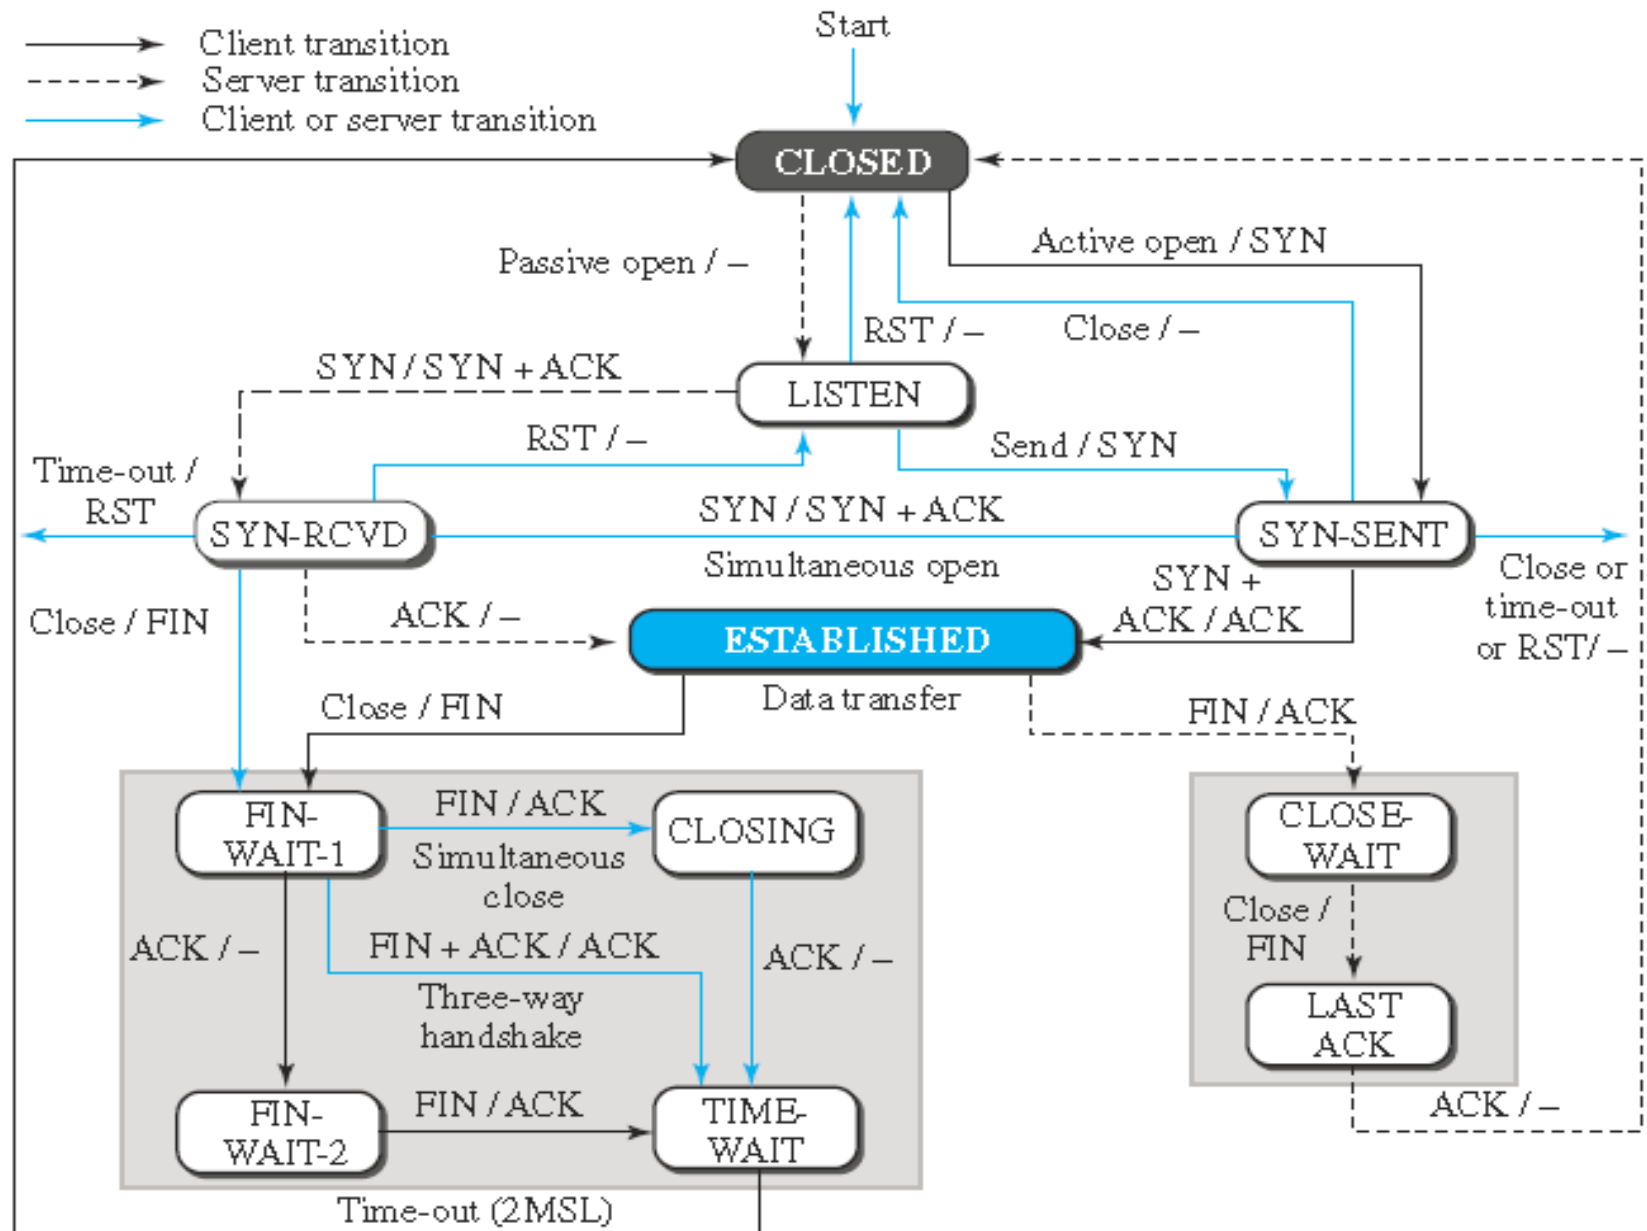 Start
Client transition
Server transition
Client or server transition
CLOSED
Active open / SYN
Passive open / –
RST / –
Close / –
SYN / SYN + ACK
LISTEN
RST / –
Send / SYN
Time-out /
RST
SYN / SYN + ACK
SYN-RCVD
SYN-SENT
Simultaneous open
Close or
time-out
or RST/ –
SYN +
ACK / ACK
Close / FIN
ACK / –
ESTABLISHED
Data transfer
Close / FIN
FIN / ACK
FIN-
WAIT-1
FIN / ACK
Simultaneous
close
CLOSING
CLOSE-
WAIT
Close /
FIN
ACK / –
FIN + ACK / ACK
Three-way
handshake
ACK / –
LAST
ACK
FIN-
WAIT-2
FIN / ACK
TIME-
WAIT
ACK / –
Time-out (2MSL)